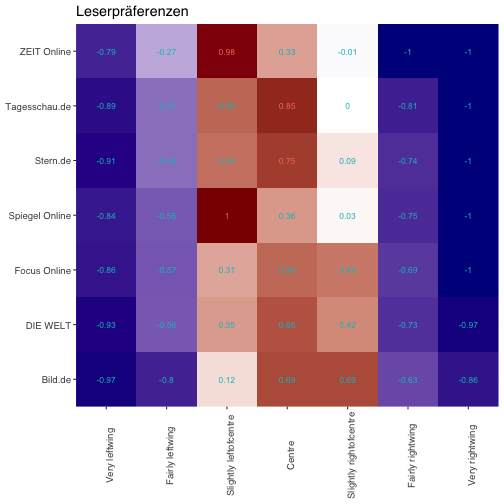 Leserpräferenzen
ZEIT Online -0.79 -0.27 0.98 0.33 -0.01 -1 -1
Tagesschau.de -0.89 0.85 0 -0.81 -1
Stern.de -0.91 0.75 0.09 -0.74 -1
Spiegel Online -0.84 -0.56 1 0.36 0.03 -0.75 -1
Focus Online -0.86 -0.57 0.31 -0.69 -1
DIE WELT -0.93 -0.56 0.35 0.42 -0.73 -0.97
Bild.de -0.97 -0.8 0.12 0.69 -0.63 -0.86
Very leftwing
Fairly leftwing
Slightly leftofcentre
Centre
Slightly rightofcentre
Fairly rightwing
Very rightwing